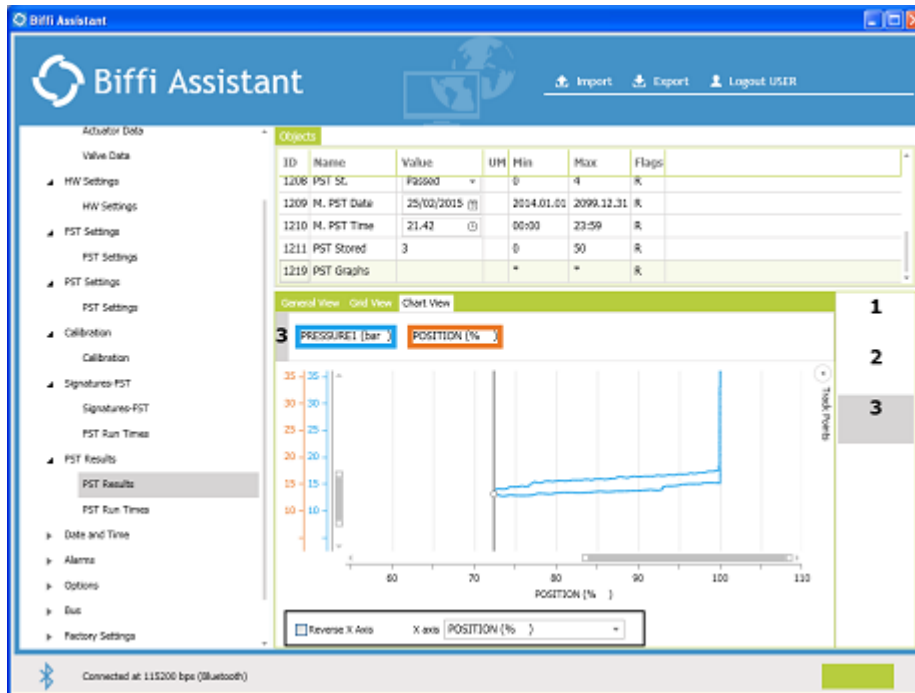 Biffi Assistant
Biffi Assistant
Import Export Logout USER
Actuator Data
Valve Data
HW Settings
HW Settings
FST Settings
FST Settings
PST Settings
PST Settings
Calibration
Calibration
Signatures-FST
Signatures-FST
FST Run Times
PST Results
PST Results
PST Run Times
Date and Time
Alarms
Options
Bus
Factory Settings
Objects
ID Name Value UM Min Max Flags
1208 PST St. Passed 0 4 R
1209 M. PST Date 25/02/2015 2014.01.01 2099.12.31 R
1210 M. PST Time 21.42 00:00 23:59 R
1211 PST Stored 3 0 50 R
1219 PST Graphs * * R
General View Grid View Chart View
3 PRESSURE1 (bar ) POSITION (% )
1
2
3
Track Points
35 35
30 30
25 25
20 20
15 15
10 10
60 70 80 90 100 110
POSITION (% )
Reverse X Axis X axis POSITION (% )
Connected at 115200 bps (Bluetooth)